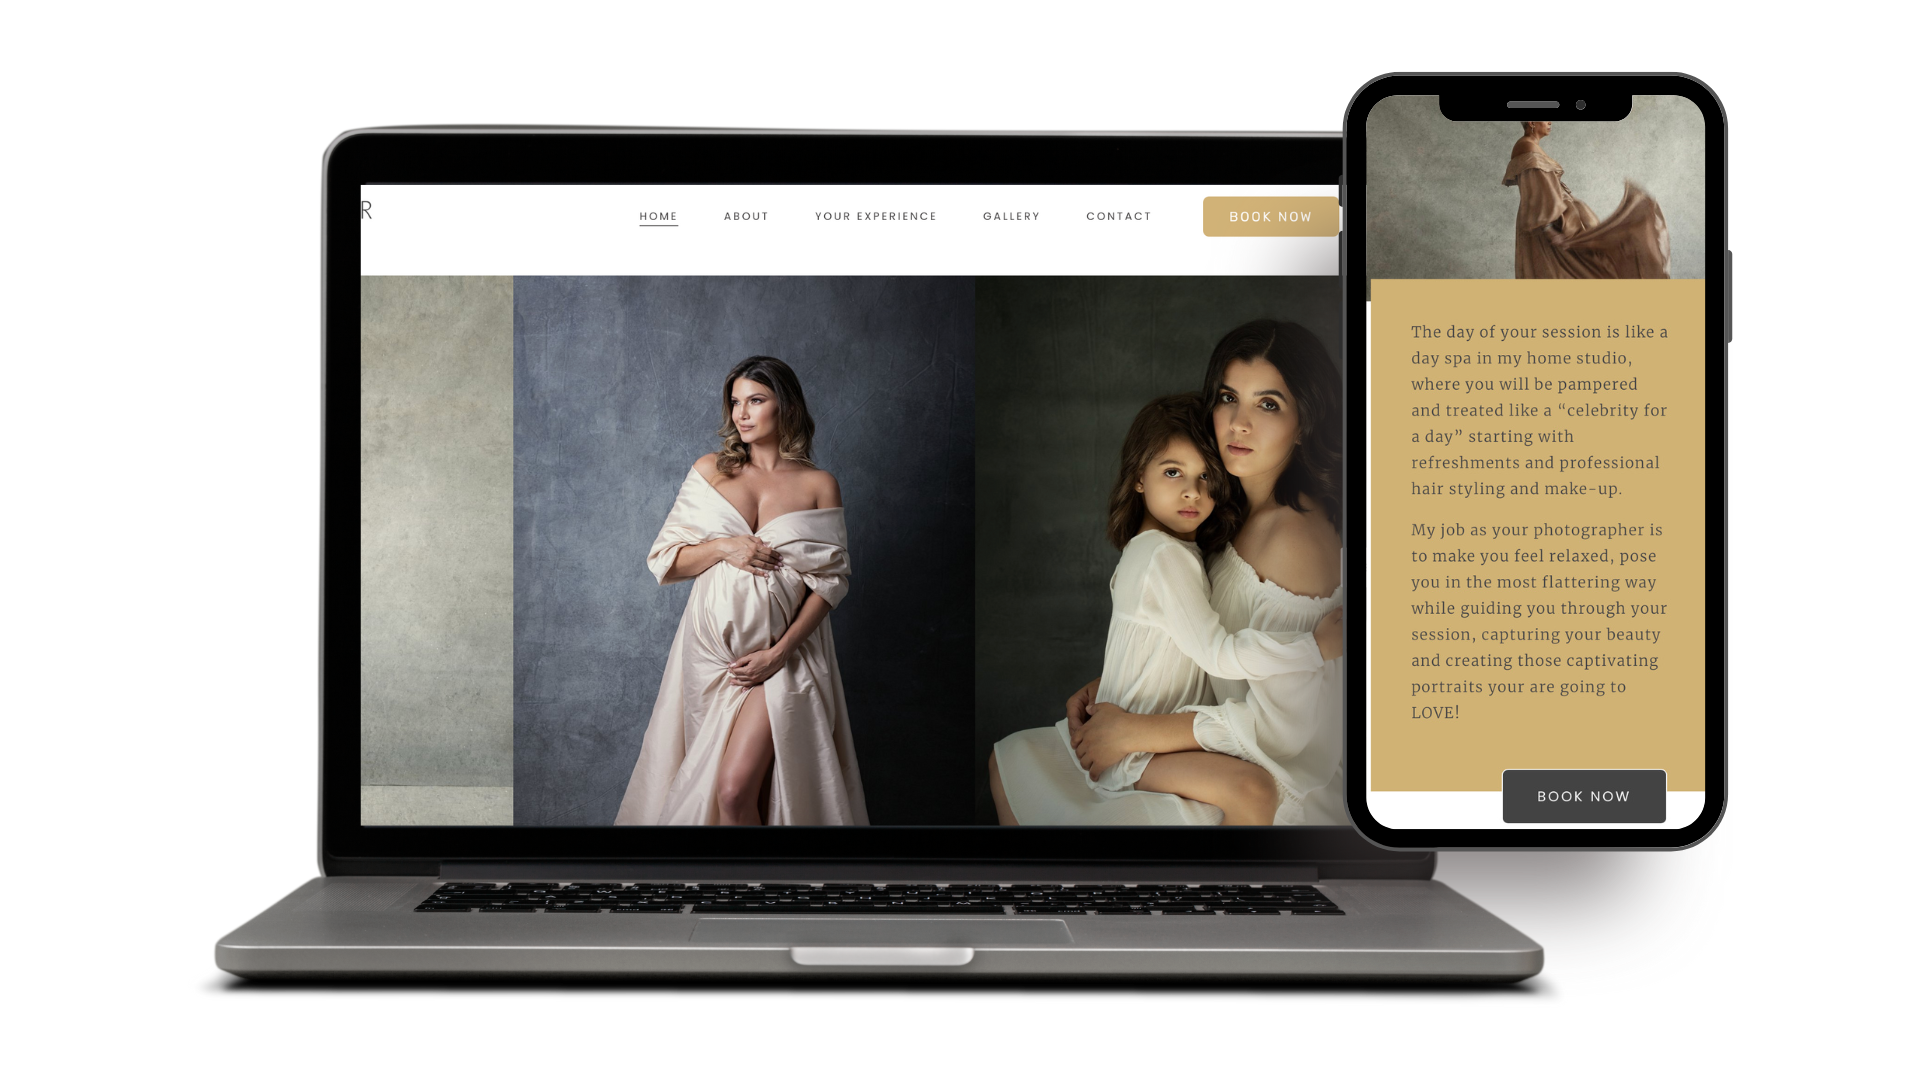 R
HOME ABOUT YOUR EXPERIENCE GALLERY CONTACT BOOK NOW
The day of your session is like a
day spa in my home studio,
where you will be pampered
and treated like a “celebrity for
a day” starting with
refreshments and professional
hair styling and make-up.
My job as your photographer is
to make you feel relaxed, pose
you in the most flattering way
while guiding you through your
session, capturing your beauty
and creating those captivating
portraits your are going to
LOVE!
BOOK NOW